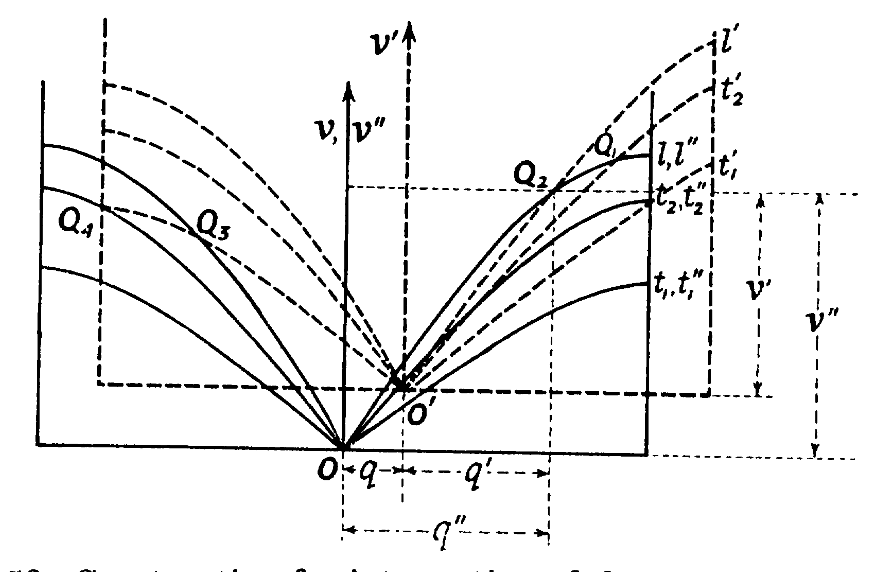 ν′
ν, ν″
l′
t₂′
t₁′
Q₁
Q₂
l, l″
t₂, t₂″
t₁, t₁″
Q₃
Q₄
ν′
ν″
O′
O
q
q′
q″